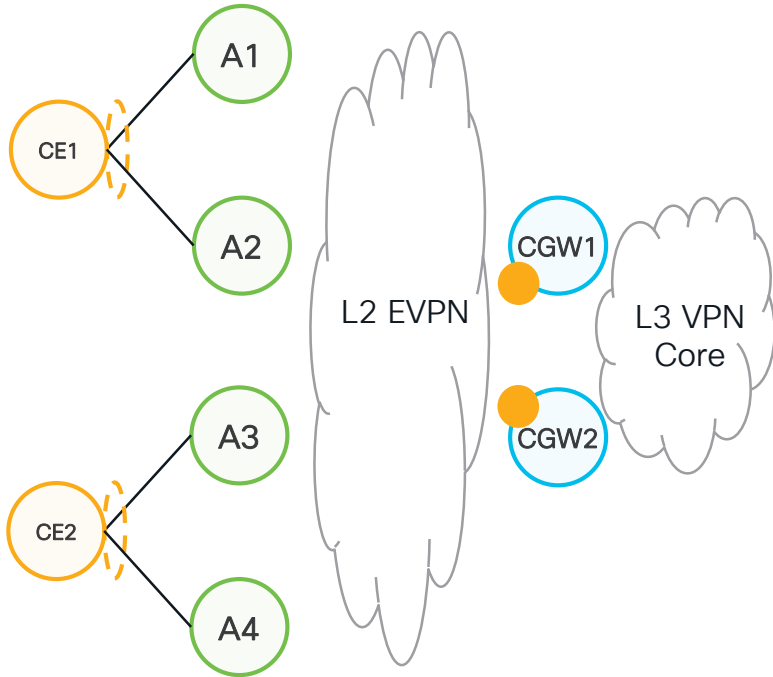 A1
CE1
A2
CGW1
L2 EVPN
L3 VPN
Core
A3
CGW2
CE2
A4